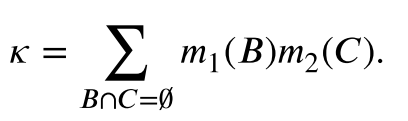 κ = ∑_{B∩C=∅} m₁(B)m₂(C).